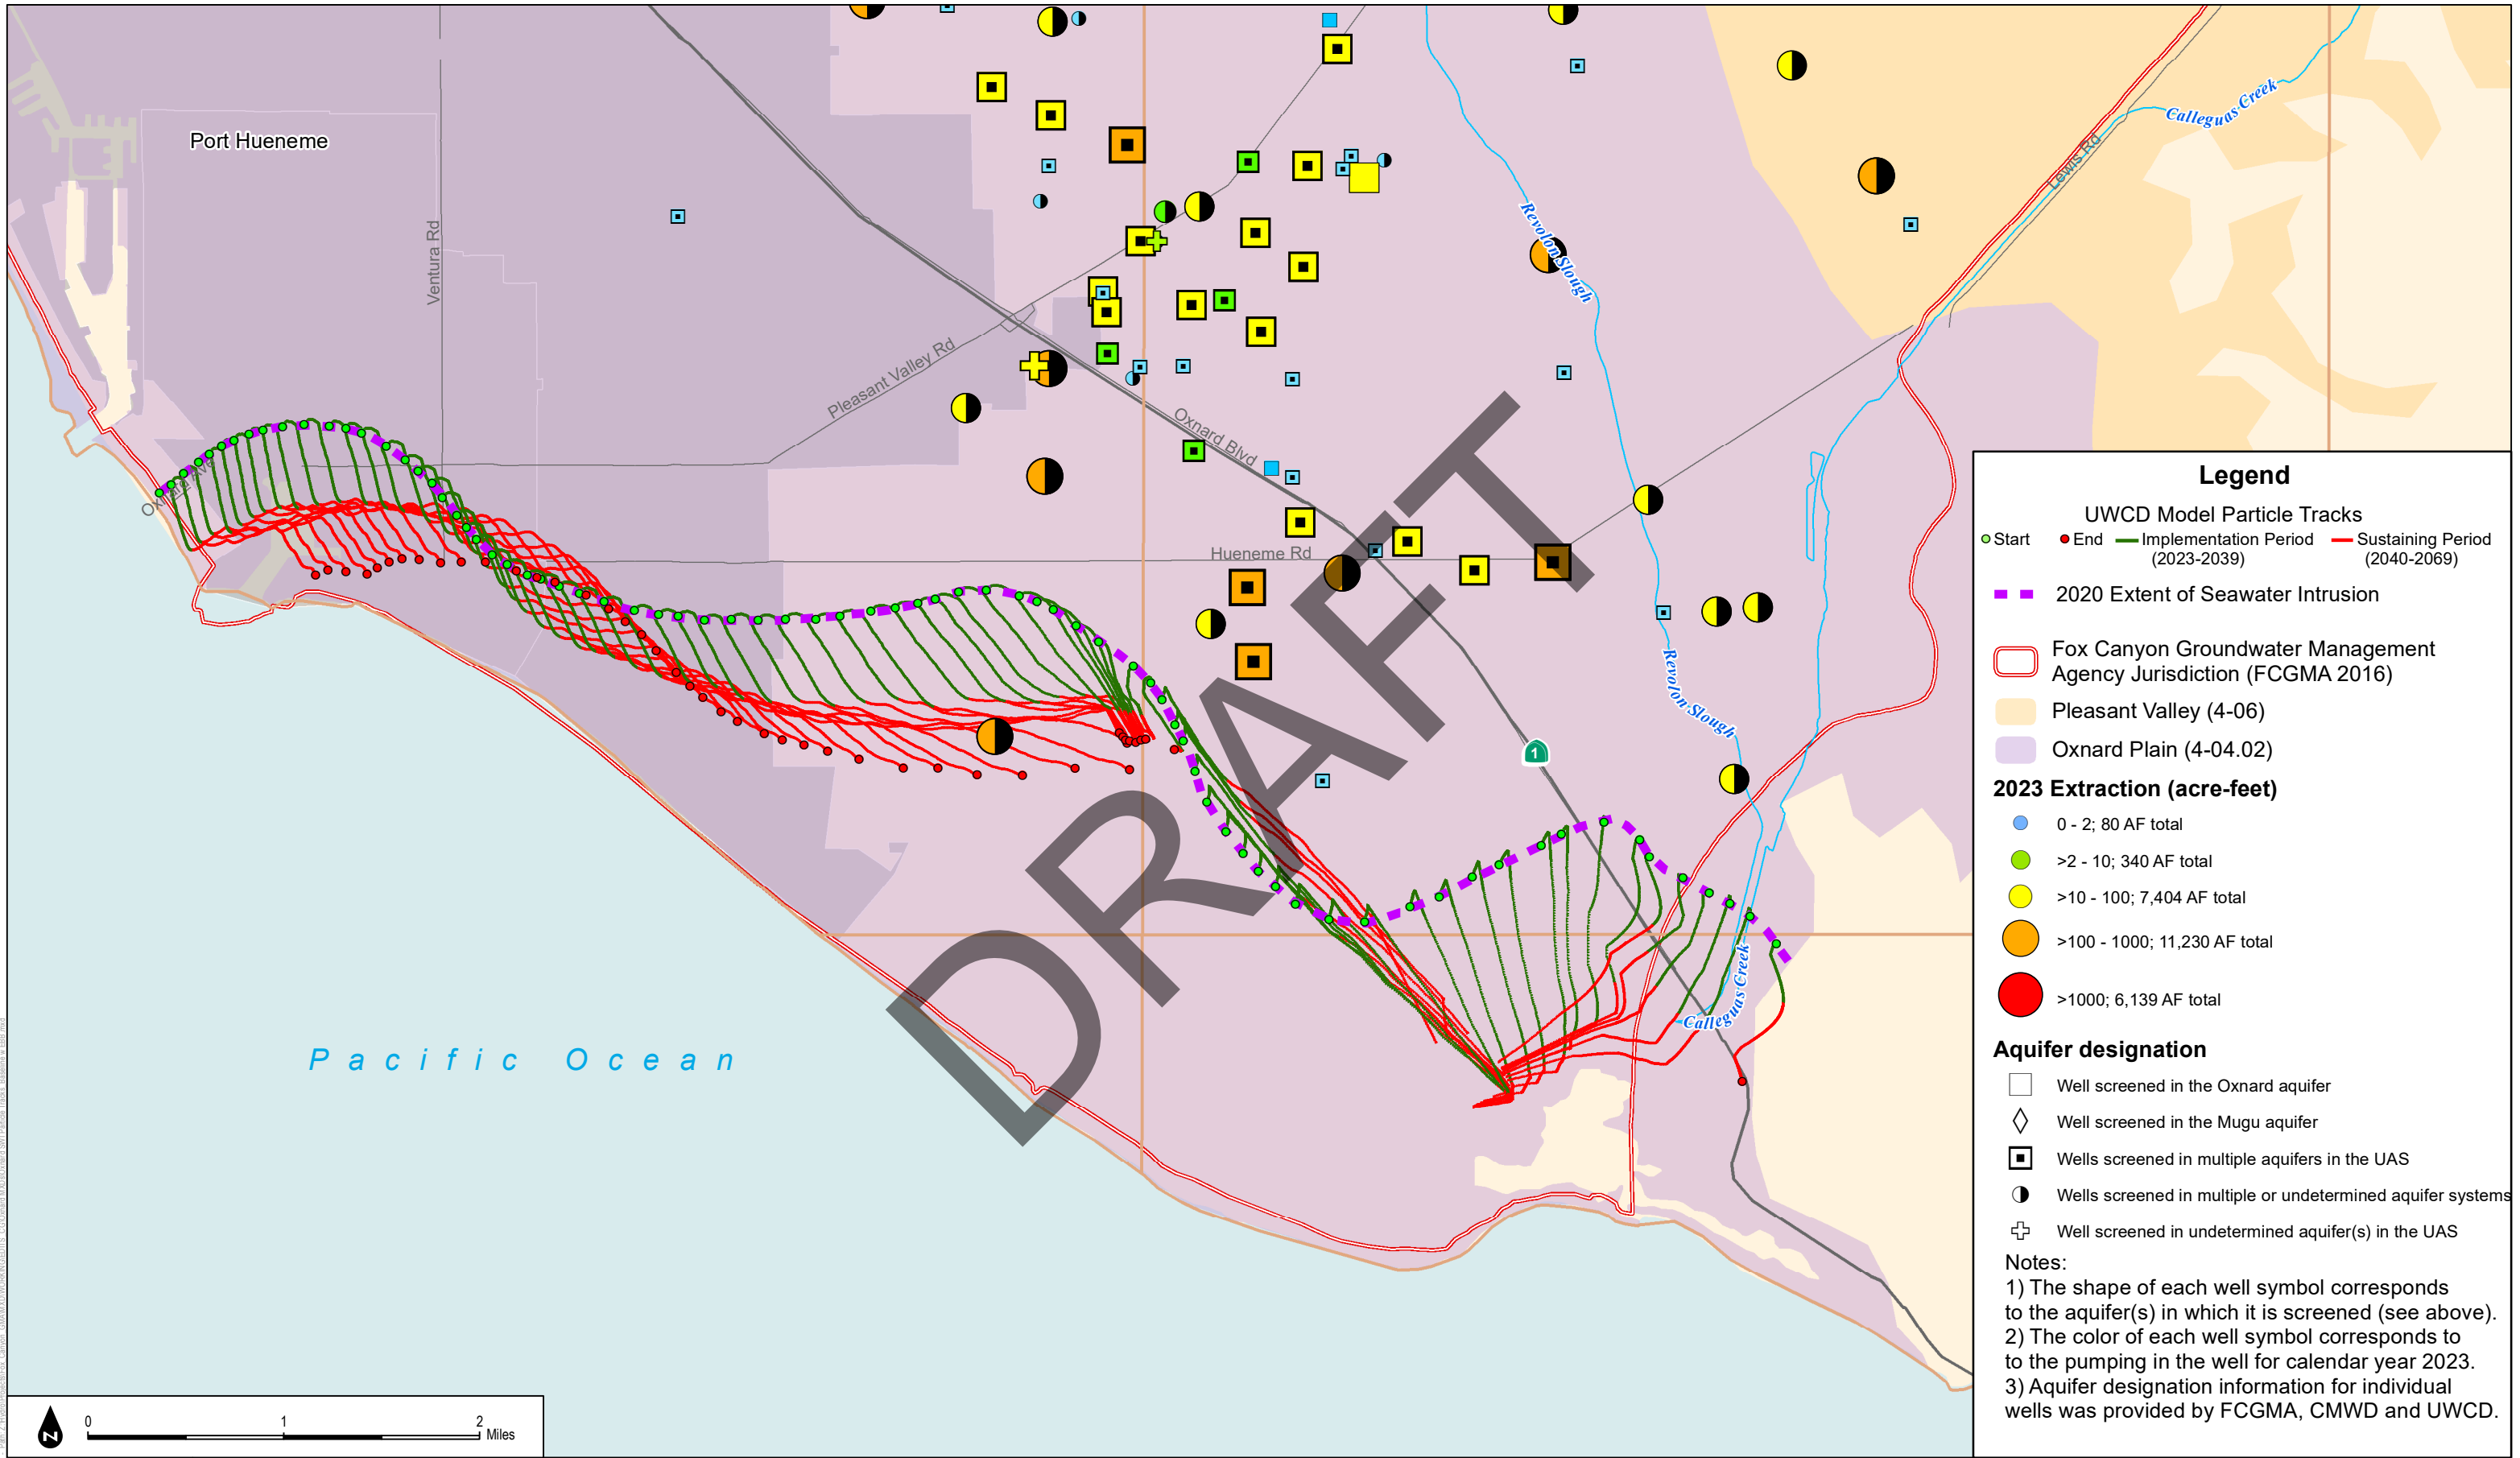 Port Hueneme
Ventura Rd
Oxnard Ave
Pleasant Valley Rd
Oxnard Blvd
Hueneme Rd
Revolon Slough
Revolon Slough
Calleguas Creek
Lewis Rd
Calleguas Creek
1
Pacific Ocean
DRAFT
N
0 1 2
Miles
Legend
UWCD Model Particle Tracks
Start End Implementation Period Sustaining Period
(2023-2039) (2040-2069)
2020 Extent of Seawater Intrusion
Fox Canyon Groundwater Management
Agency Jurisdiction (FCGMA 2016)
Pleasant Valley (4-06)
Oxnard Plain (4-04.02)
2023 Extraction (acre-feet)
0 - 2; 80 AF total
>2 - 10; 340 AF total
>10 - 100; 7,404 AF total
>100 - 1000; 11,230 AF total
>1000; 6,139 AF total
Aquifer designation
Well screened in the Oxnard aquifer
Well screened in the Mugu aquifer
Wells screened in multiple aquifers in the UAS
Wells screened in multiple or undetermined aquifer systems
Well screened in undetermined aquifer(s) in the UAS
Notes:
1) The shape of each well symbol corresponds
to the aquifer(s) in which it is screened (see above).
2) The color of each well symbol corresponds to
to the pumping in the well for calendar year 2023.
3) Aquifer designation information for individual
wells was provided by FCGMA, CMWD and UWCD.